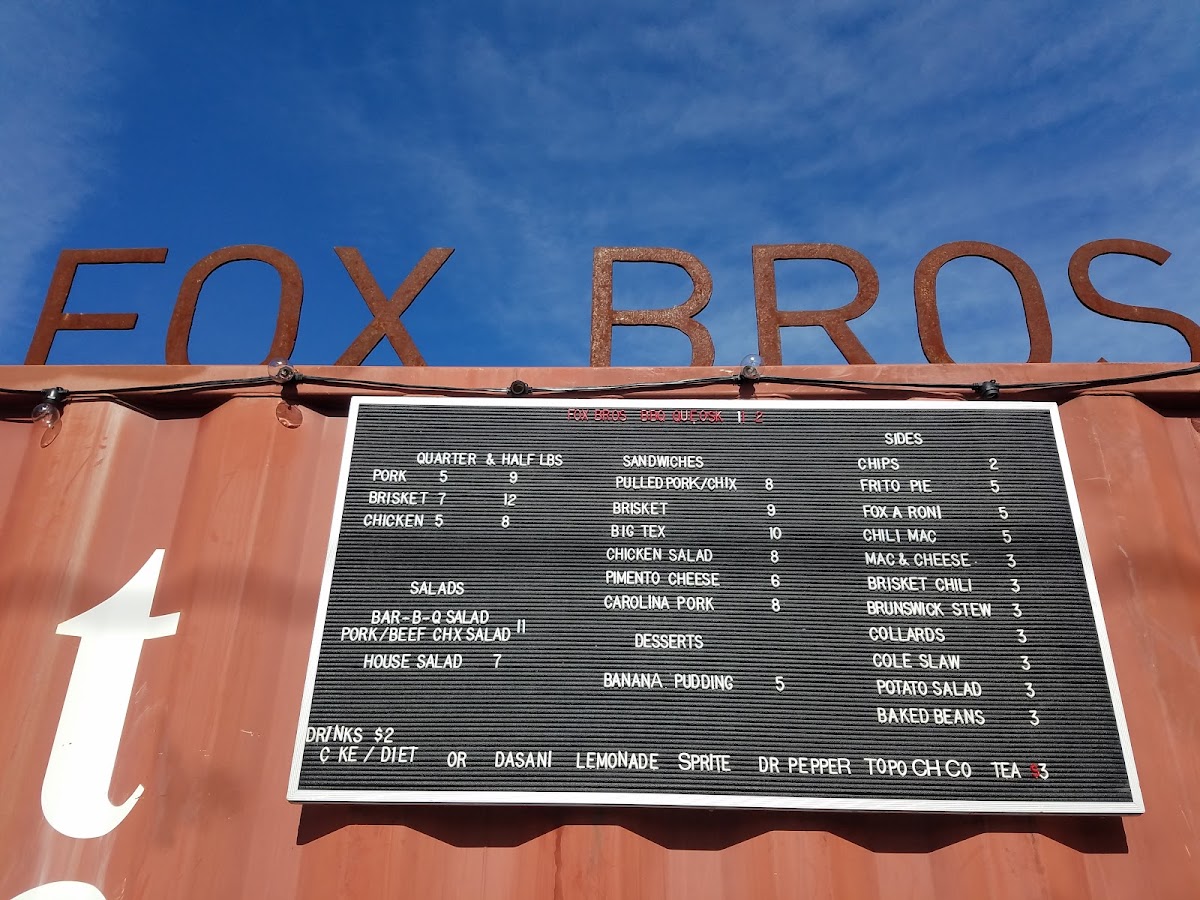 FOX BROS
FOX BROS BBQ QUEOSK 11-2
QUARTER & HALF LBS
PORK 5 9
BRISKET 7 12
CHICKEN 5 8
SALADS
BAR-B-Q SALAD
PORK/BEEF CHX SALAD 11
HOUSE SALAD 7
SANDWICHES
PULLED PORK/CHIX 8
BRISKET 9
BIG TEX 10
CHICKEN SALAD 8
PIMENTO CHEESE 6
CAROLINA PORK 8
DESSERTS
BANANA PUDDING 5
SIDES
CHIPS 2
FRITO PIE 5
FOX A RONI 5
CHILI MAC 5
MAC & CHEESE 3
BRISKET CHILI 3
BRUNSWICK STEW 3
COLLARDS 3
COLE SLAW 3
POTATO SALAD 3
BAKED BEANS 3
DRINKS $2
C KE / DIET OR DASANI LEMONADE SPRITE DR PEPPER TOPO CH CO TEA $3
t